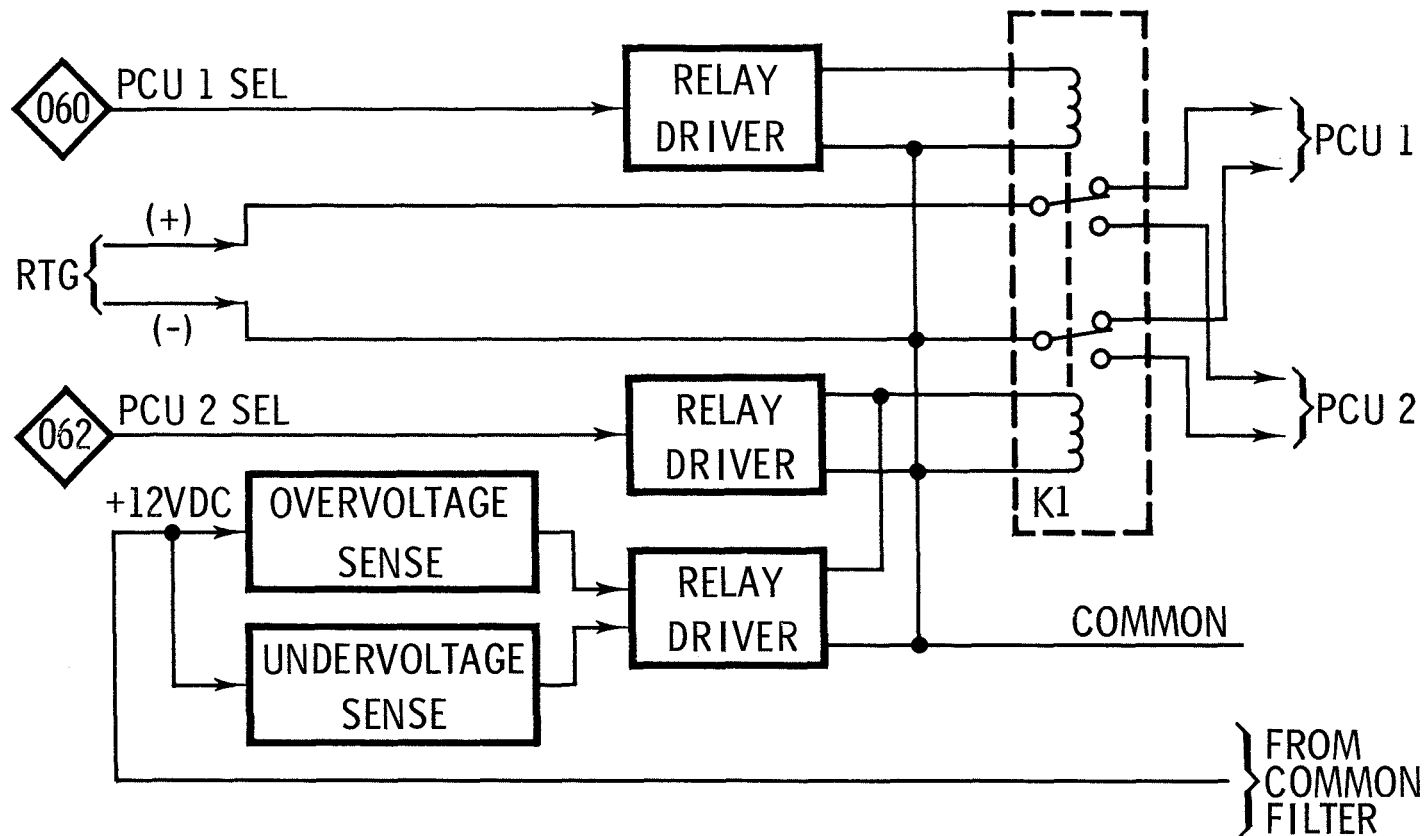 060
PCU 1 SEL
RELAY
DRIVER
PCU 1
(+)
RTG
(-)
062
PCU 2 SEL
RELAY
DRIVER
PCU 2
K1
+12VDC
OVERVOLTAGE
SENSE
RELAY
DRIVER
COMMON
UNDERVOLTAGE
SENSE
FROM
COMMON
FILTER